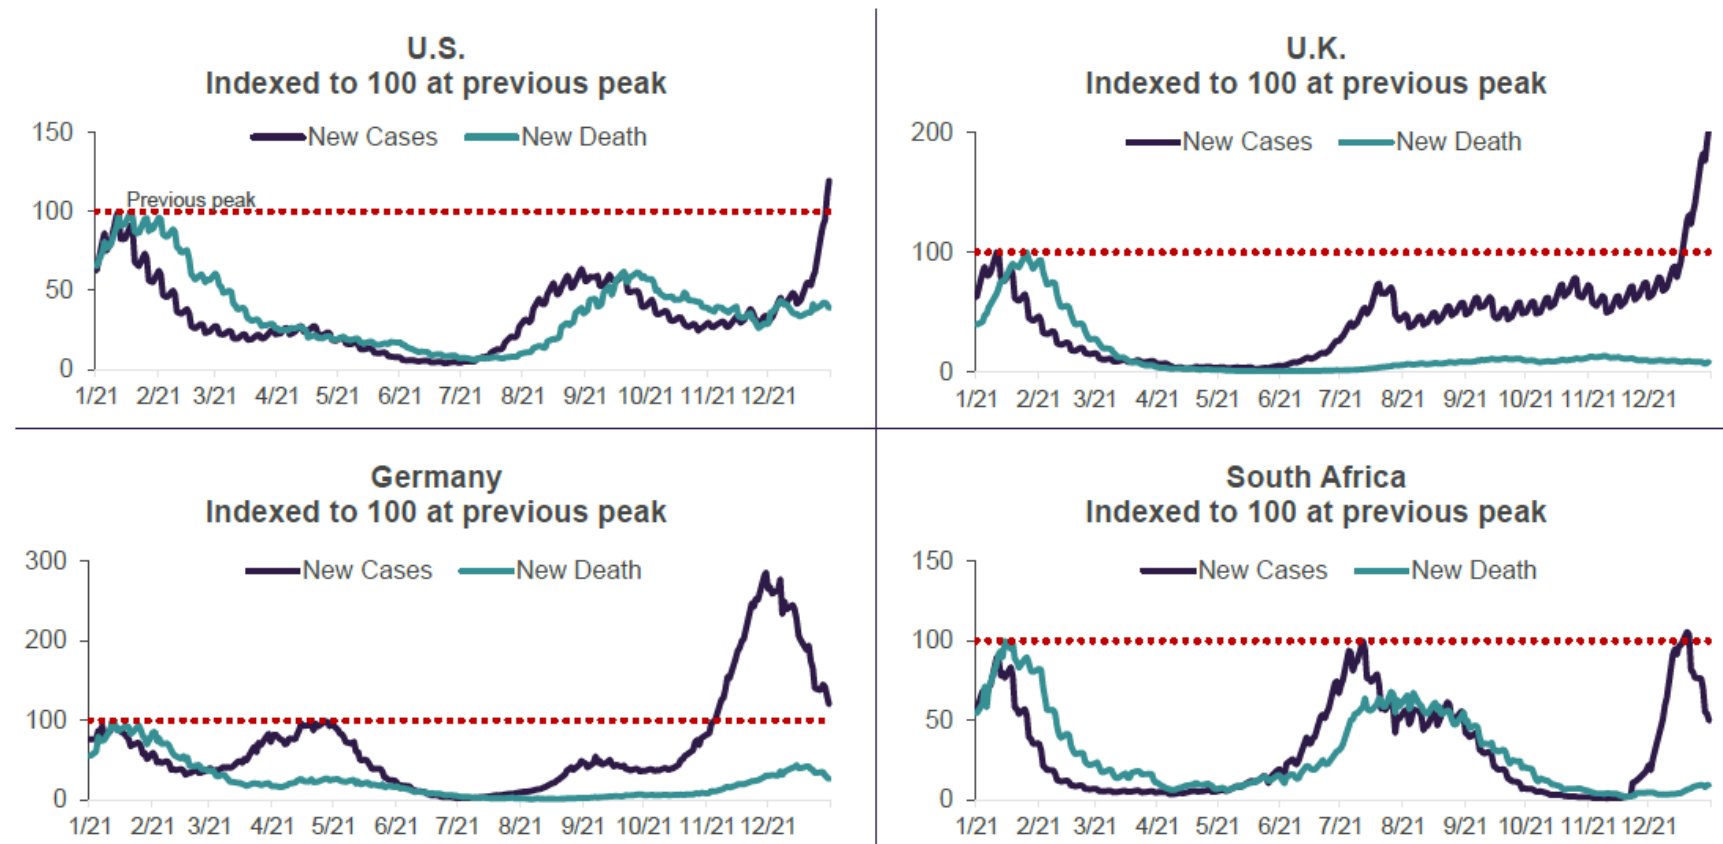 U.S.
Indexed to 100 at previous peak
150
New Cases
New Death
Previous peak
100
50
0
1/21 2/21 3/21 4/21 5/21 6/21 7/21 8/21 9/21 10/21 11/21 12/21
U.K.
Indexed to 100 at previous peak
200
New Cases
New Death
100
0
1/21 2/21 3/21 4/21 5/21 6/21 7/21 8/21 9/21 10/21 11/21 12/21
Germany
Indexed to 100 at previous peak
300
New Cases
New Death
200
100
0
1/21 2/21 3/21 4/21 5/21 6/21 7/21 8/21 9/21 10/21 11/21 12/21
South Africa
Indexed to 100 at previous peak
150
New Cases
New Death
100
50
0
1/21 2/21 3/21 4/21 5/21 6/21 7/21 8/21 9/21 10/21 11/21 12/21